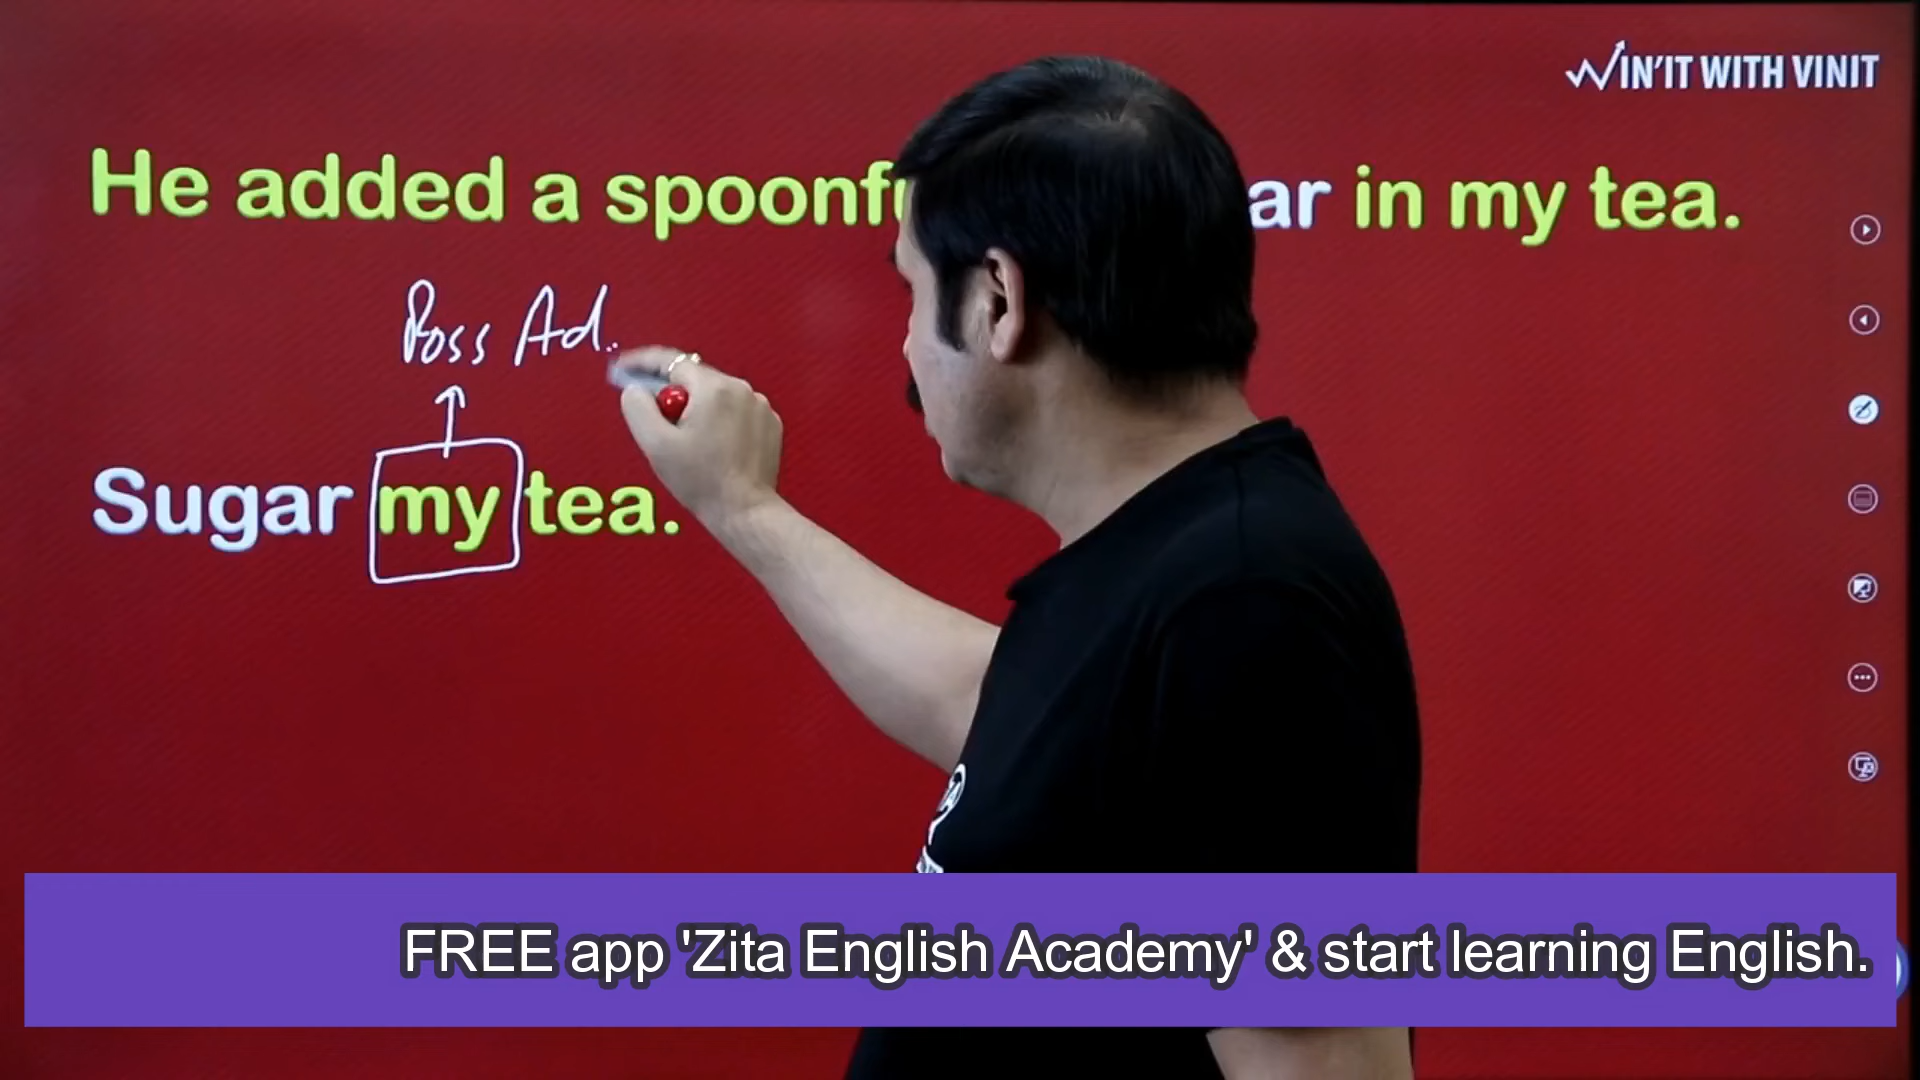 WIN'IT WITH VINIT
He added a ar in my tea.
Poss Ad
Sugar my tea.
FREE app 'Zita English Academy' & start learning English.